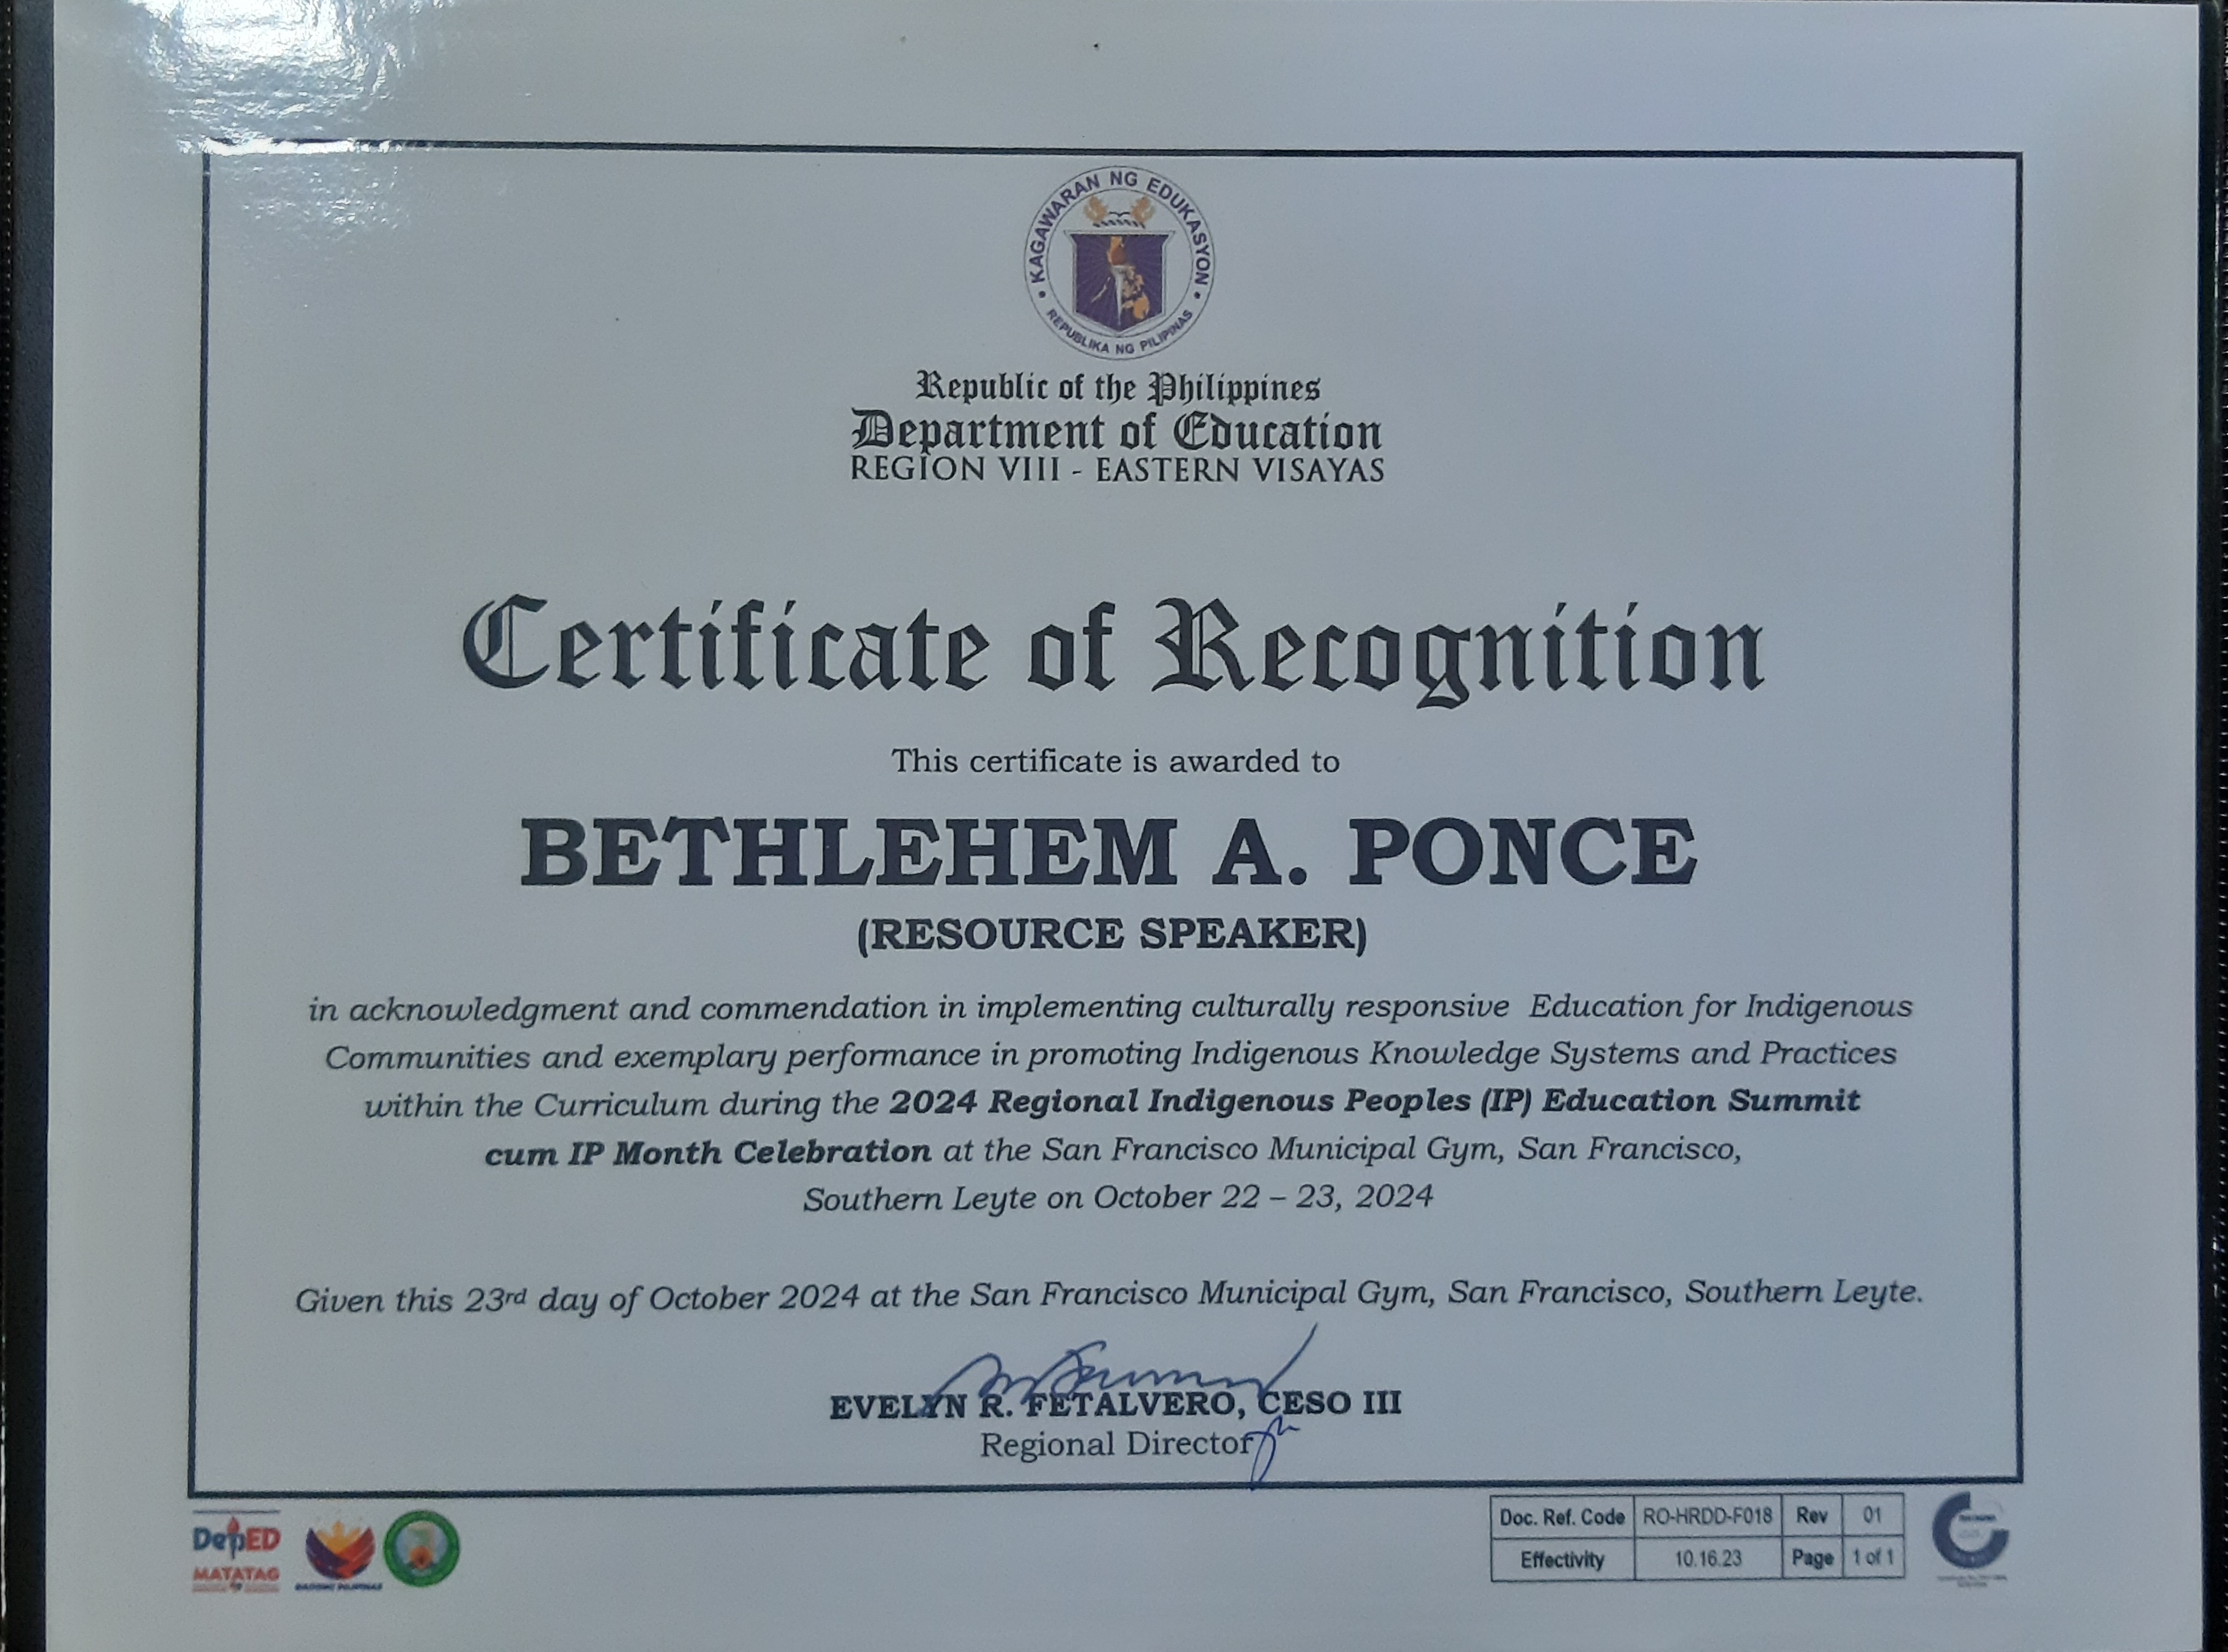 KAGAWARAN NG EDUKASYON
REPUBLIKA NG PILIPINAS
Republic of the Philippines
Department of Education
REGION VIII - EASTERN VISAYAS
Certificate of Recognition
This certificate is awarded to
BETHLEHEM A. PONCE
(RESOURCE SPEAKER)
in acknowledgment and commendation in implementing culturally responsive Education for Indigenous
Communities and exemplary performance in promoting Indigenous Knowledge Systems and Practices
within the Curriculum during the 2024 Regional Indigenous Peoples (IP) Education Summit
cum IP Month Celebration at the San Francisco Municipal Gym, San Francisco,
Southern Leyte on October 22 – 23, 2024
Given this 23rd day of October 2024 at the San Francisco Municipal Gym, San Francisco, Southern Leyte.
EVELYN R. FETALVERO, CESO III
Regional Director
DepED
MATATAG
BAGONG PILIPINAS
Doc. Ref. Code RO-HRDD-F018 Rev 01
Effectivity 10.16.23 Page 1 of 1